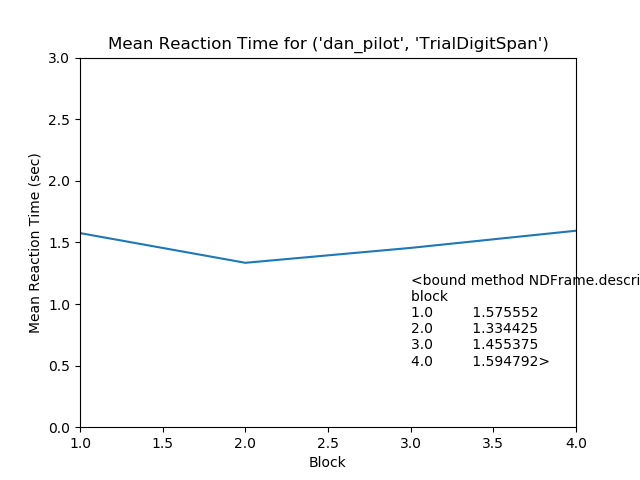 Mean Reaction Time for ('dan_pilot', 'TrialDigitSpan')
3.0
2.5
2.0
1.5
1.0
0.5
0.0
Mean Reaction Time (sec)
<bound method NDFrame.descri
block
1.0 1.575552
2.0 1.334425
3.0 1.455375
4.0 1.594792>
1.0 1.5 2.0 2.5 3.0 3.5 4.0
Block